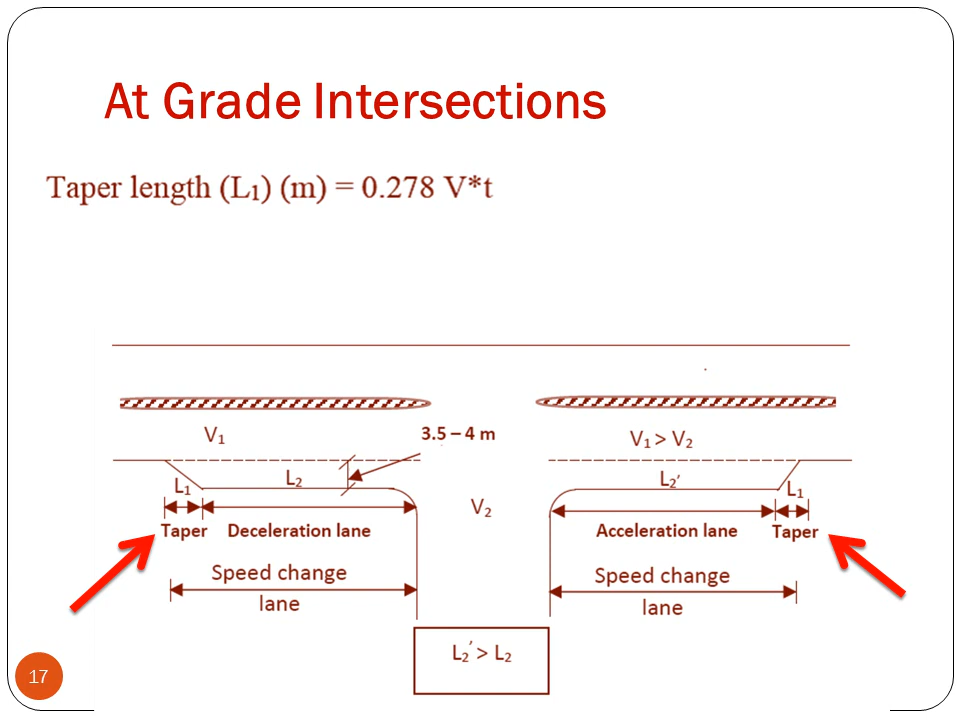 At Grade Intersections
Taper length (L₁) (m) = 0.278 V*t
V₁
3.5 – 4 m
V₁ > V₂
L₁
L₂
V₂
L₂'
L₁
Taper
Deceleration lane
Acceleration lane
Taper
Speed change
lane
Speed change
lane
L₂' > L₂
17